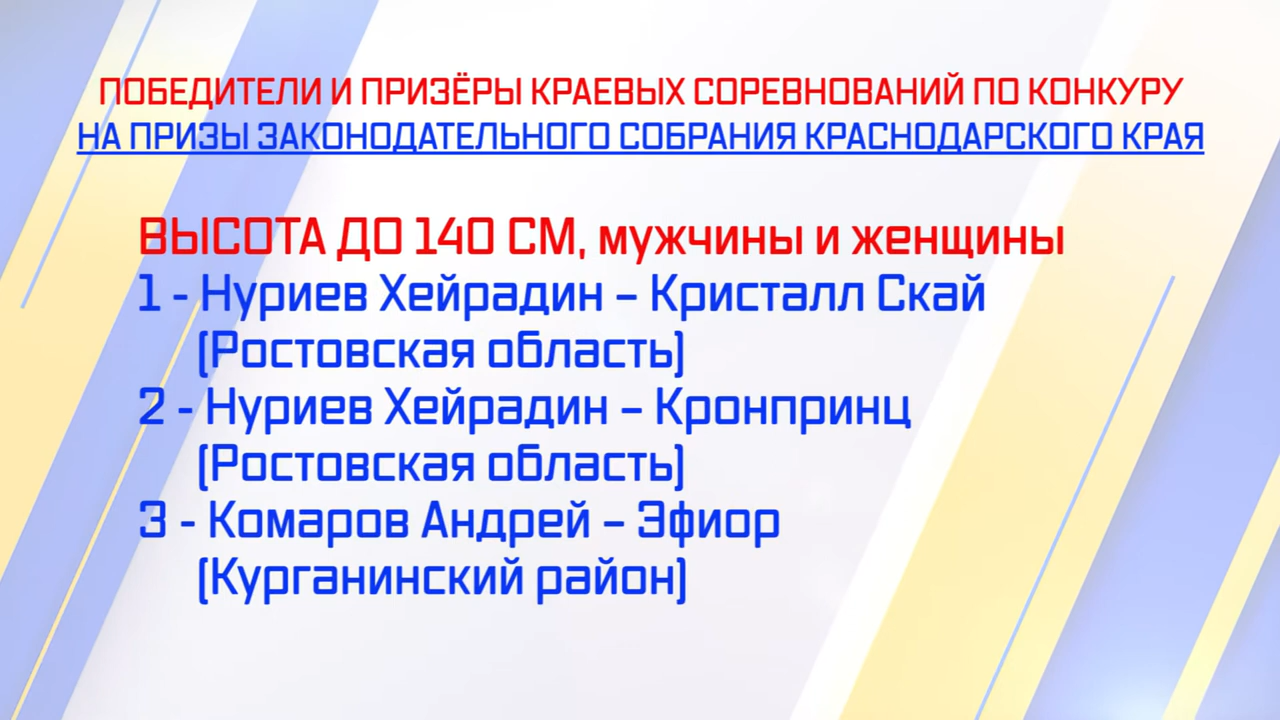 ПОБЕДИТЕЛИ И ПРИЗЁРЫ КРАЕВЫХ СОРЕВНОВАНИЙ ПО КОНКУРУ
НА ПРИЗЫ ЗАКОНОДАТЕЛЬНОГО СОБРАНИЯ КРАСНОДАРСКОГО КРАЯ
ВЫСОТА ДО 140 СМ, мужчины и женщины
1 - Нуриев Хейрадин – Кристалл Скай
(Ростовская область)
2 - Нуриев Хейрадин – Кронпринц
(Ростовская область)
3 - Комаров Андрей – Эфиор
(Курганинский район)